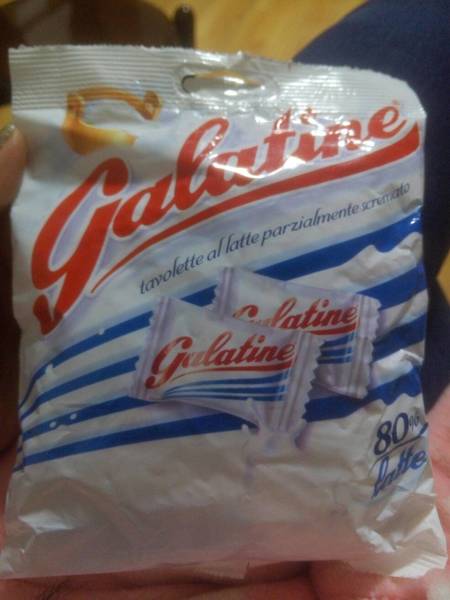 Galatine
tavolette al latte parzialmente scremato
Galatine
Galatine
80%
latte